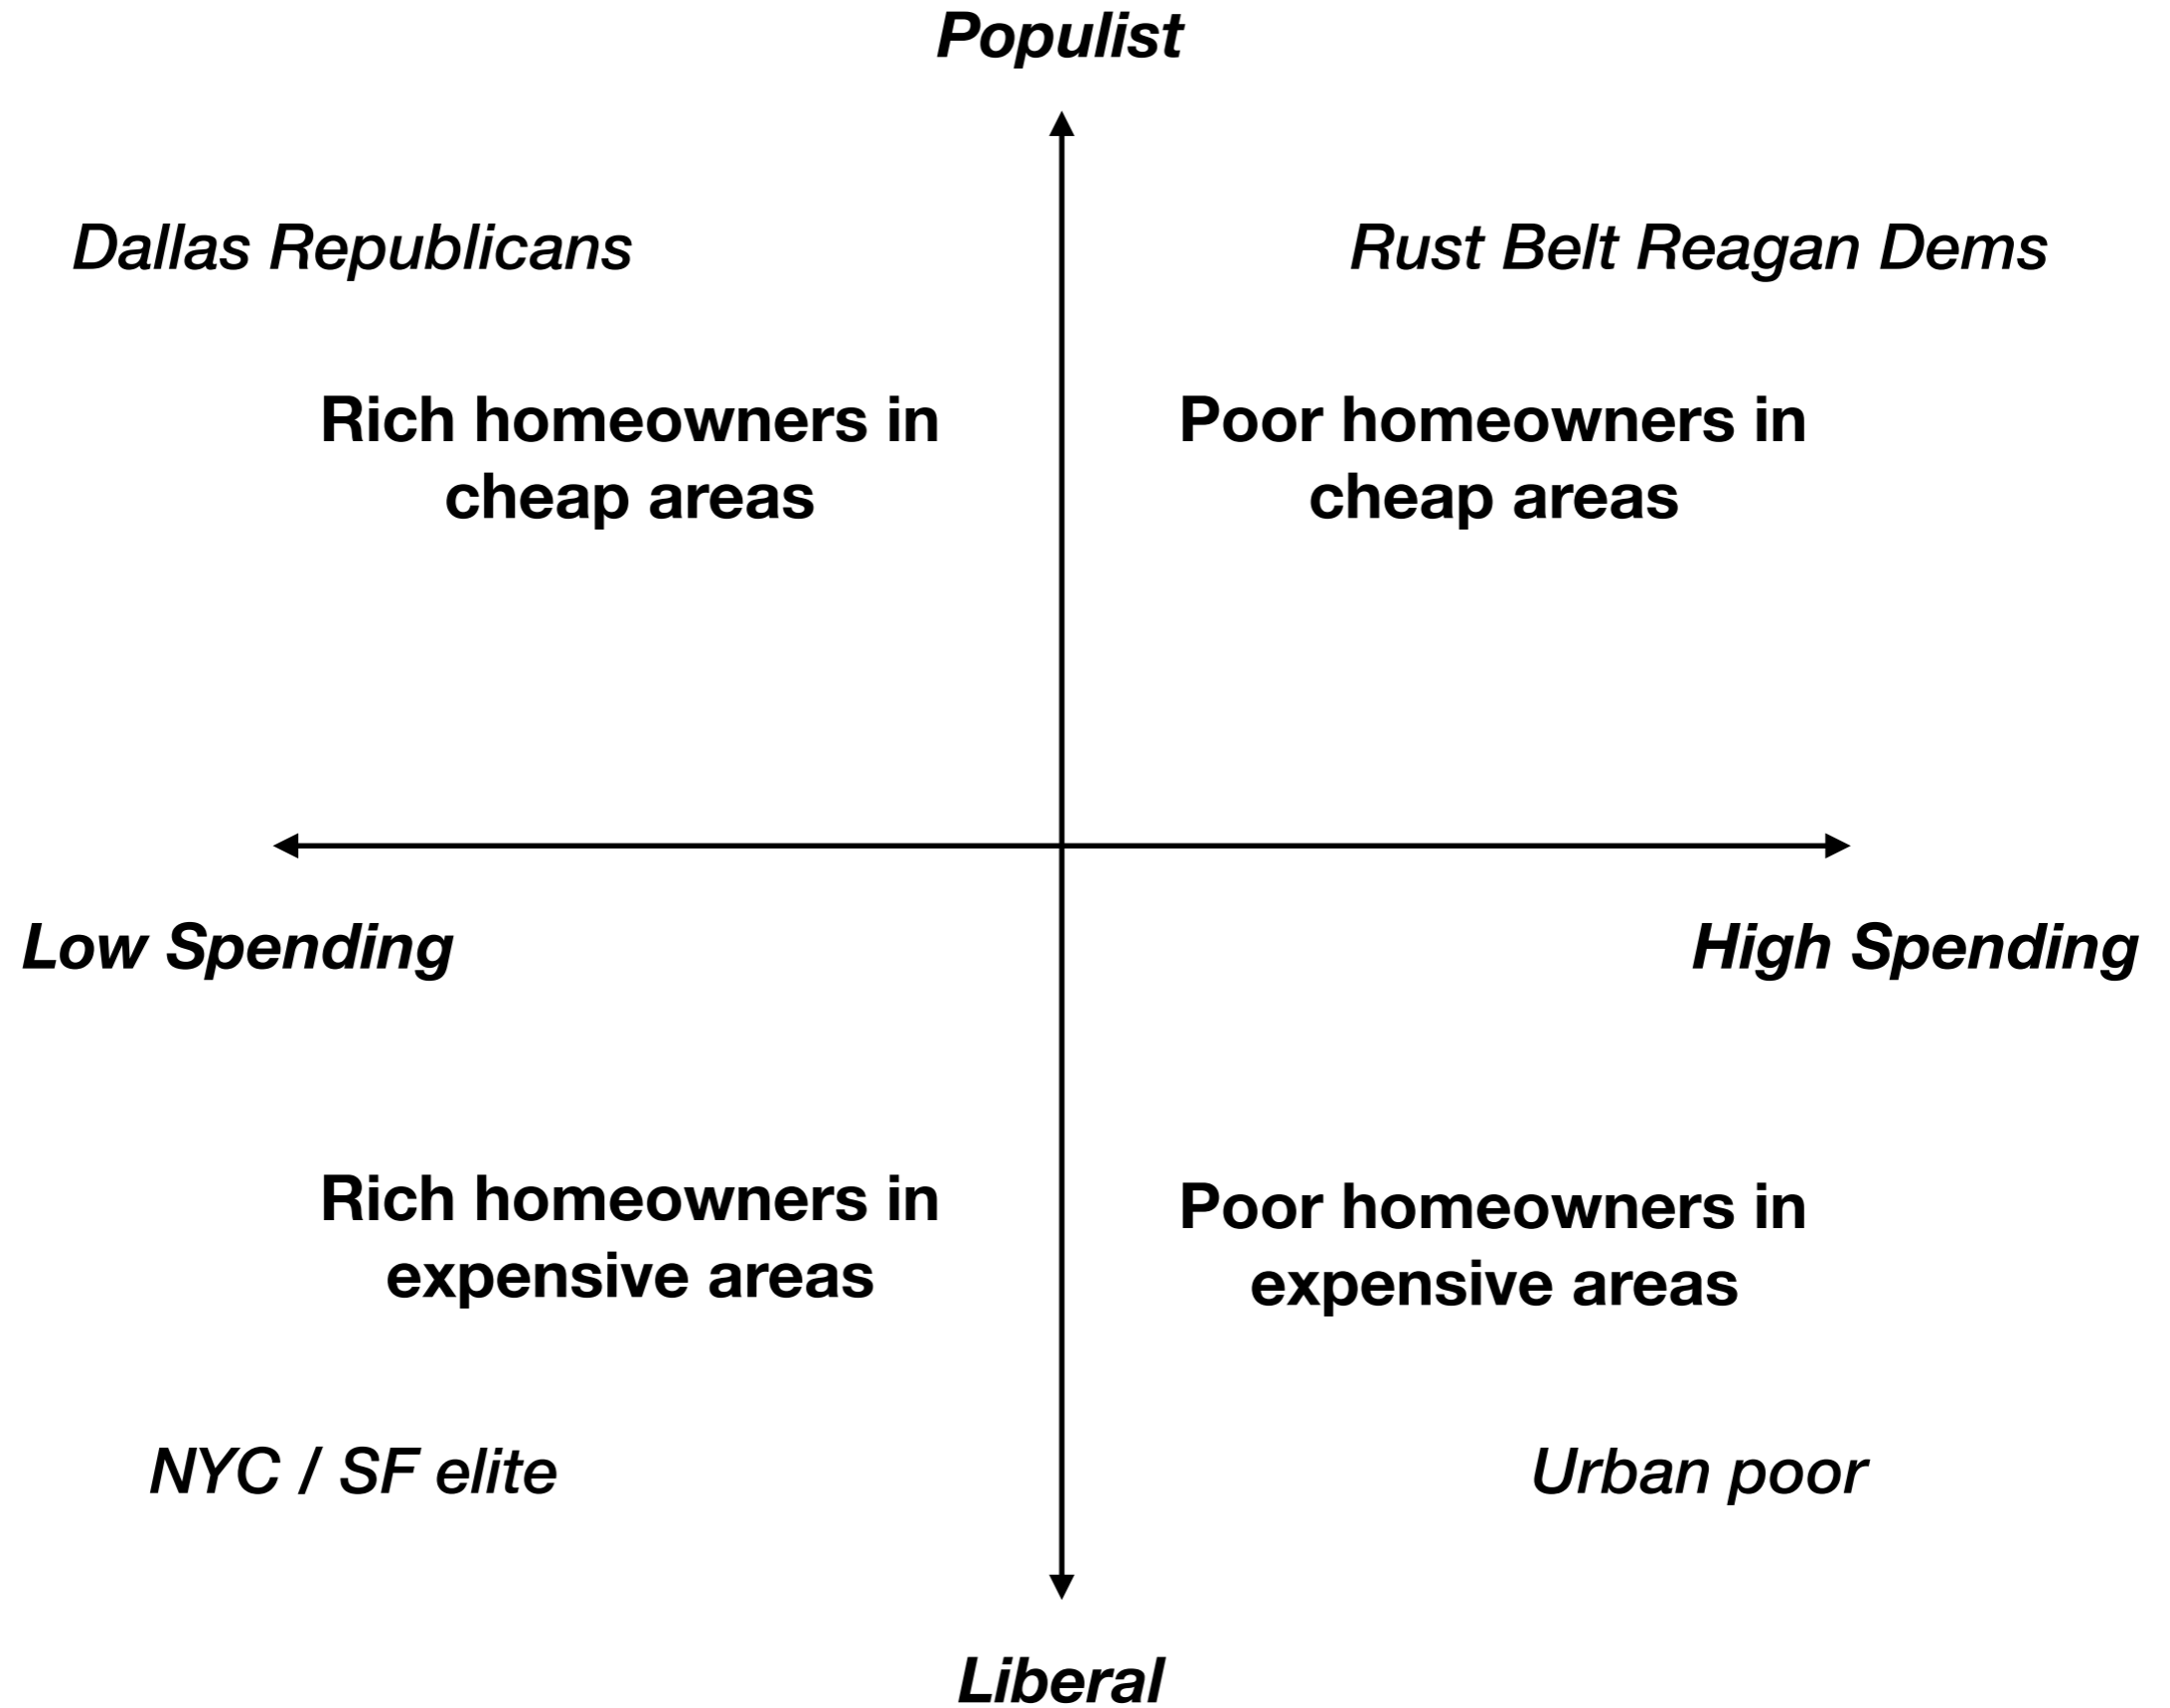 Populist
Dallas Republicans
Rust Belt Reagan Dems
Rich homeowners in
cheap areas
Poor homeowners in
cheap areas
Low Spending
High Spending
Rich homeowners in
expensive areas
Poor homeowners in
expensive areas
NYC / SF elite
Urban poor
Liberal